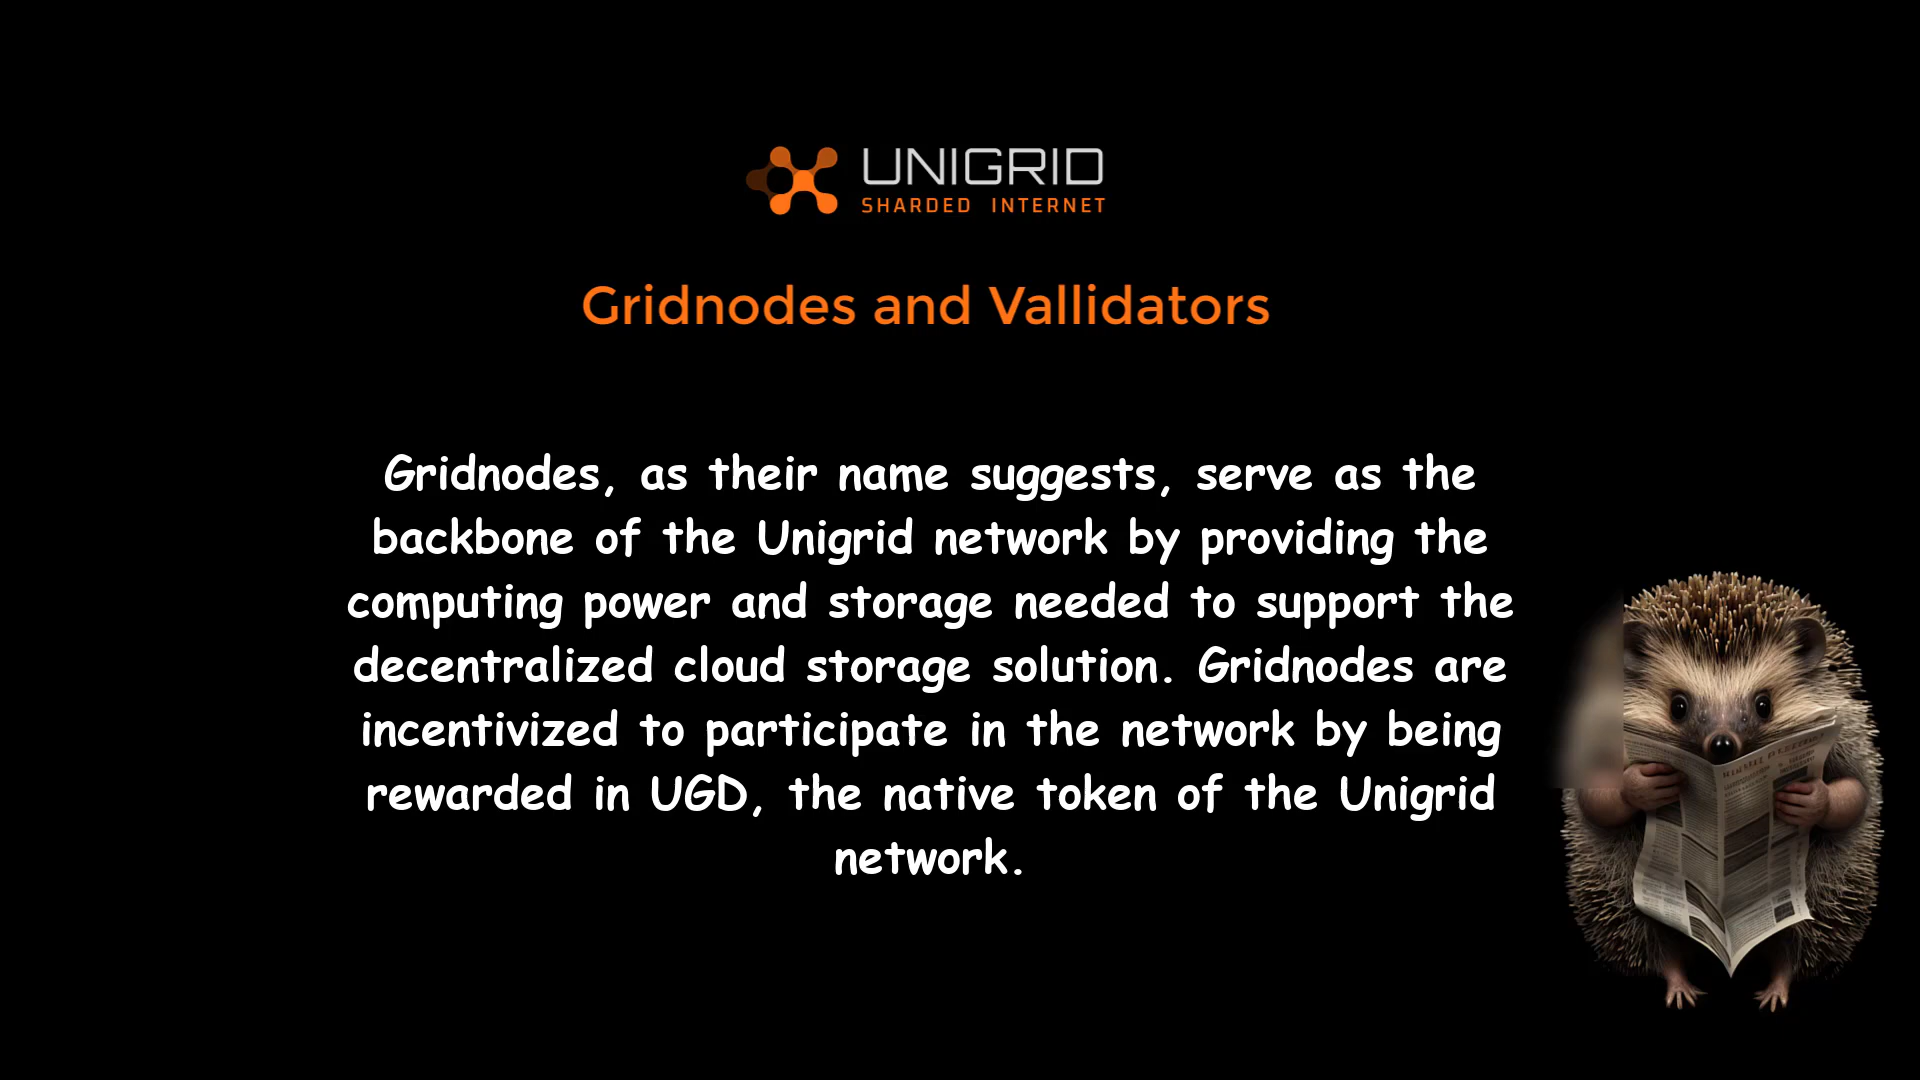 UNIGRID
SHARDED INTERNET
Gridnodes and Vallidators
Gridnodes, as their name suggests, serve as the
backbone of the Unigrid network by providing the
computing power and storage needed to support the
decentralized cloud storage solution. Gridnodes are
incentivized to participate in the network by being
rewarded in UGD, the native token of the Unigrid
network.